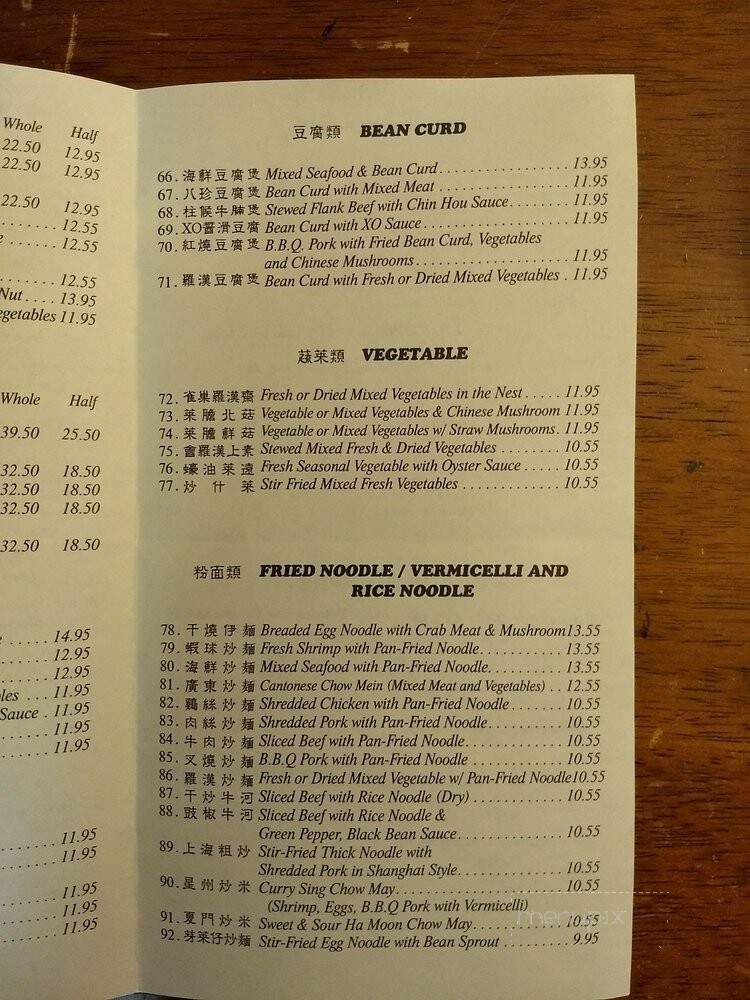 Whole Half
22.50 12.95
22.50 12.95
22.50 12.95
12.55
12.55
12.55
Nut.... 13.95
egetables 11.95
Whole Half
39.50 25.50
32.50 18.50
32.50 18.50
32.50 18.50
32.50 18.50
..... 14.95
12.95
12.95
les ... 11.95
Sauce . 11.95
11.95
11.95
11.95
11.95
11.95
11.95
11.95
豆腐類 BEAN CURD
66. 海鮮豆腐煲 Mixed Seafood & Bean Curd.................... 13.95
67. 八珍豆腐煲 Bean Curd with Mixed Meat .................... 11.95
68. 柱候牛腩煲 Stewed Flank Beef with Chin Hou Sauce........ 11.95
69. XO醬滑豆腐 Bean Curd with XO Sauce ...................... 11.95
70. 紅燒豆腐煲 B.B.Q. Pork with Fried Bean Curd, Vegetables
and Chinese Mushrooms....................... 11.95
71. 羅漢豆腐煲 Bean Curd with Fresh or Dried Mixed Vegetables . 11.95
蔬菜類 VEGETABLE
72. 雀巢羅漢齋 Fresh or Dried Mixed Vegetables in the Nest ..... 11.95
73. 菜膽北菇 Vegetable or Mixed Vegetables & Chinese Mushroom 11.95
74. 菜膽鮮菇 Vegetable or Mixed Vegetables w/ Straw Mushrooms. 11.95
75. 會羅漢上素 Stewed Mixed Fresh & Dried Vegetables ........ 10.55
76. 蠔油菜遠 Fresh Seasonal Vegetable with Oyster Sauce ..... 10.55
77. 炒什菜 Stir Fried Mixed Fresh Vegetables ............ 10.55
粉面類 FRIED NOODLE / VERMICELLI AND
RICE NOODLE
78. 干燒伊麵 Breaded Egg Noodle with Crab Meat & Mushroom13.55
79. 蝦球炒麵 Fresh Shrimp with Pan-Fried Noodle........... 13.55
80. 海鮮炒麵 Mixed Seafood with Pan-Fried Noodle.......... 13.55
81. 廣東炒麵 Cantonese Chow Mein (Mixed Meat and Vegetables) .. 12.55
82. 鷄絲炒麵 Shredded Chicken with Pan-Fried Noodle ....... 10.55
83. 肉絲炒麵 Shredded Pork with Pan-Fried Noodle.......... 10.55
84. 牛肉炒麵 Sliced Beef with Pan-Fried Noodle............ 10.55
85. 叉燒炒麵 B.B.Q Pork with Pan-Fried Noodle ............ 10.55
86. 羅漢炒麵 Fresh or Dried Mixed Vegetable w/ Pan-Fried Noodle10.55
87. 干炒牛河 Sliced Beef with Rice Noodle (Dry) ............ 10.55
88. 豉椒牛河 Sliced Beef with Rice Noodle &
Green Pepper, Black Bean Sauce.............. 10.55
89. 上海粗炒 Stir-Fried Thick Noodle with
Shredded Pork in Shanghai Style.............. 10.55
90. 星州炒米 Curry Sing Chow May...................... 10.55
(Shrimp, Eggs, B.B.Q Pork with Vermicelli)
91. 夏門炒米 Sweet & Sour Ha Moon Chow May............ 10.55
92. 芽菜仔炒麵 Stir-Fried Egg Noodle with Bean Sprout ....... 9.95